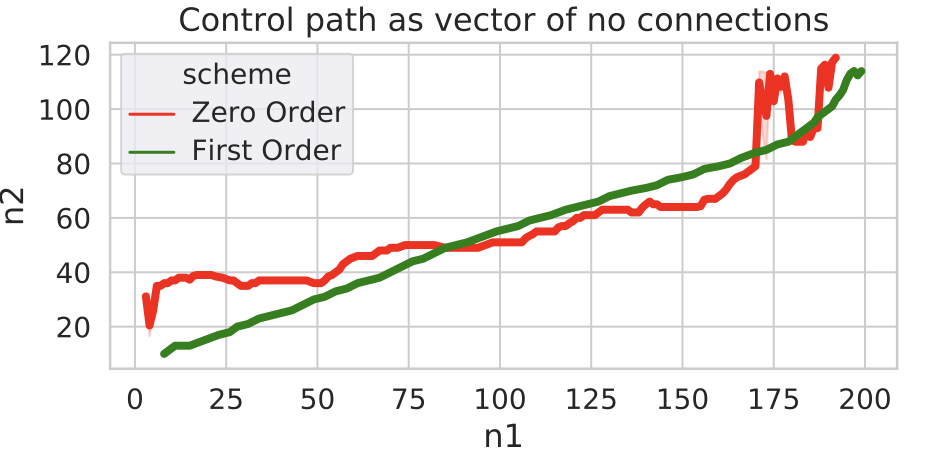 Control path as vector of no connections
120
100
80
60
40
20
n2
scheme
Zero Order
First Order
0 25 50 75 100 125 150 175 200
n1